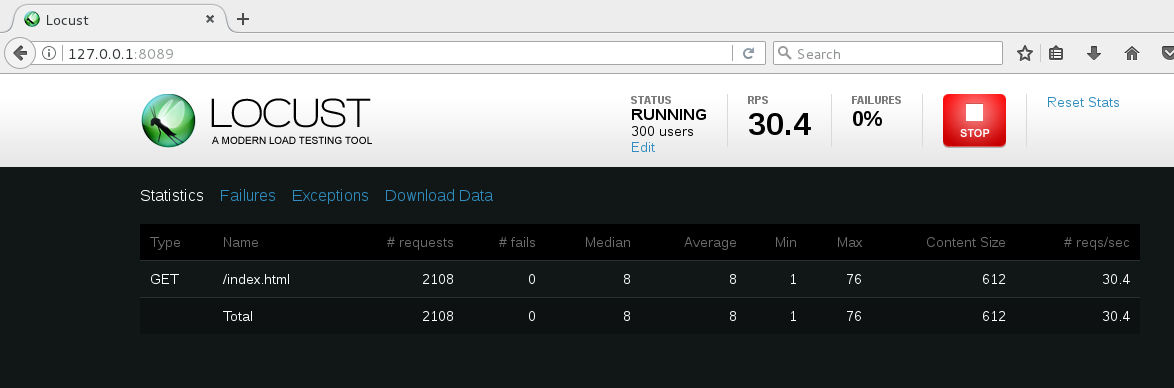 Locust
127.0.0.1:8089
Search
LOCUST
A MODERN LOAD TESTING TOOL
STATUS
RUNNING
300 users
Edit
RPS
30.4
FAILURES
0%
STOP
Reset Stats
Statistics Failures Exceptions Download Data
Type Name # requests # fails Median Average Min Max Content Size # reqs/sec
GET /index.html 2108 0 8 8 1 76 612 30.4
Total 2108 0 8 8 1 76 612 30.4